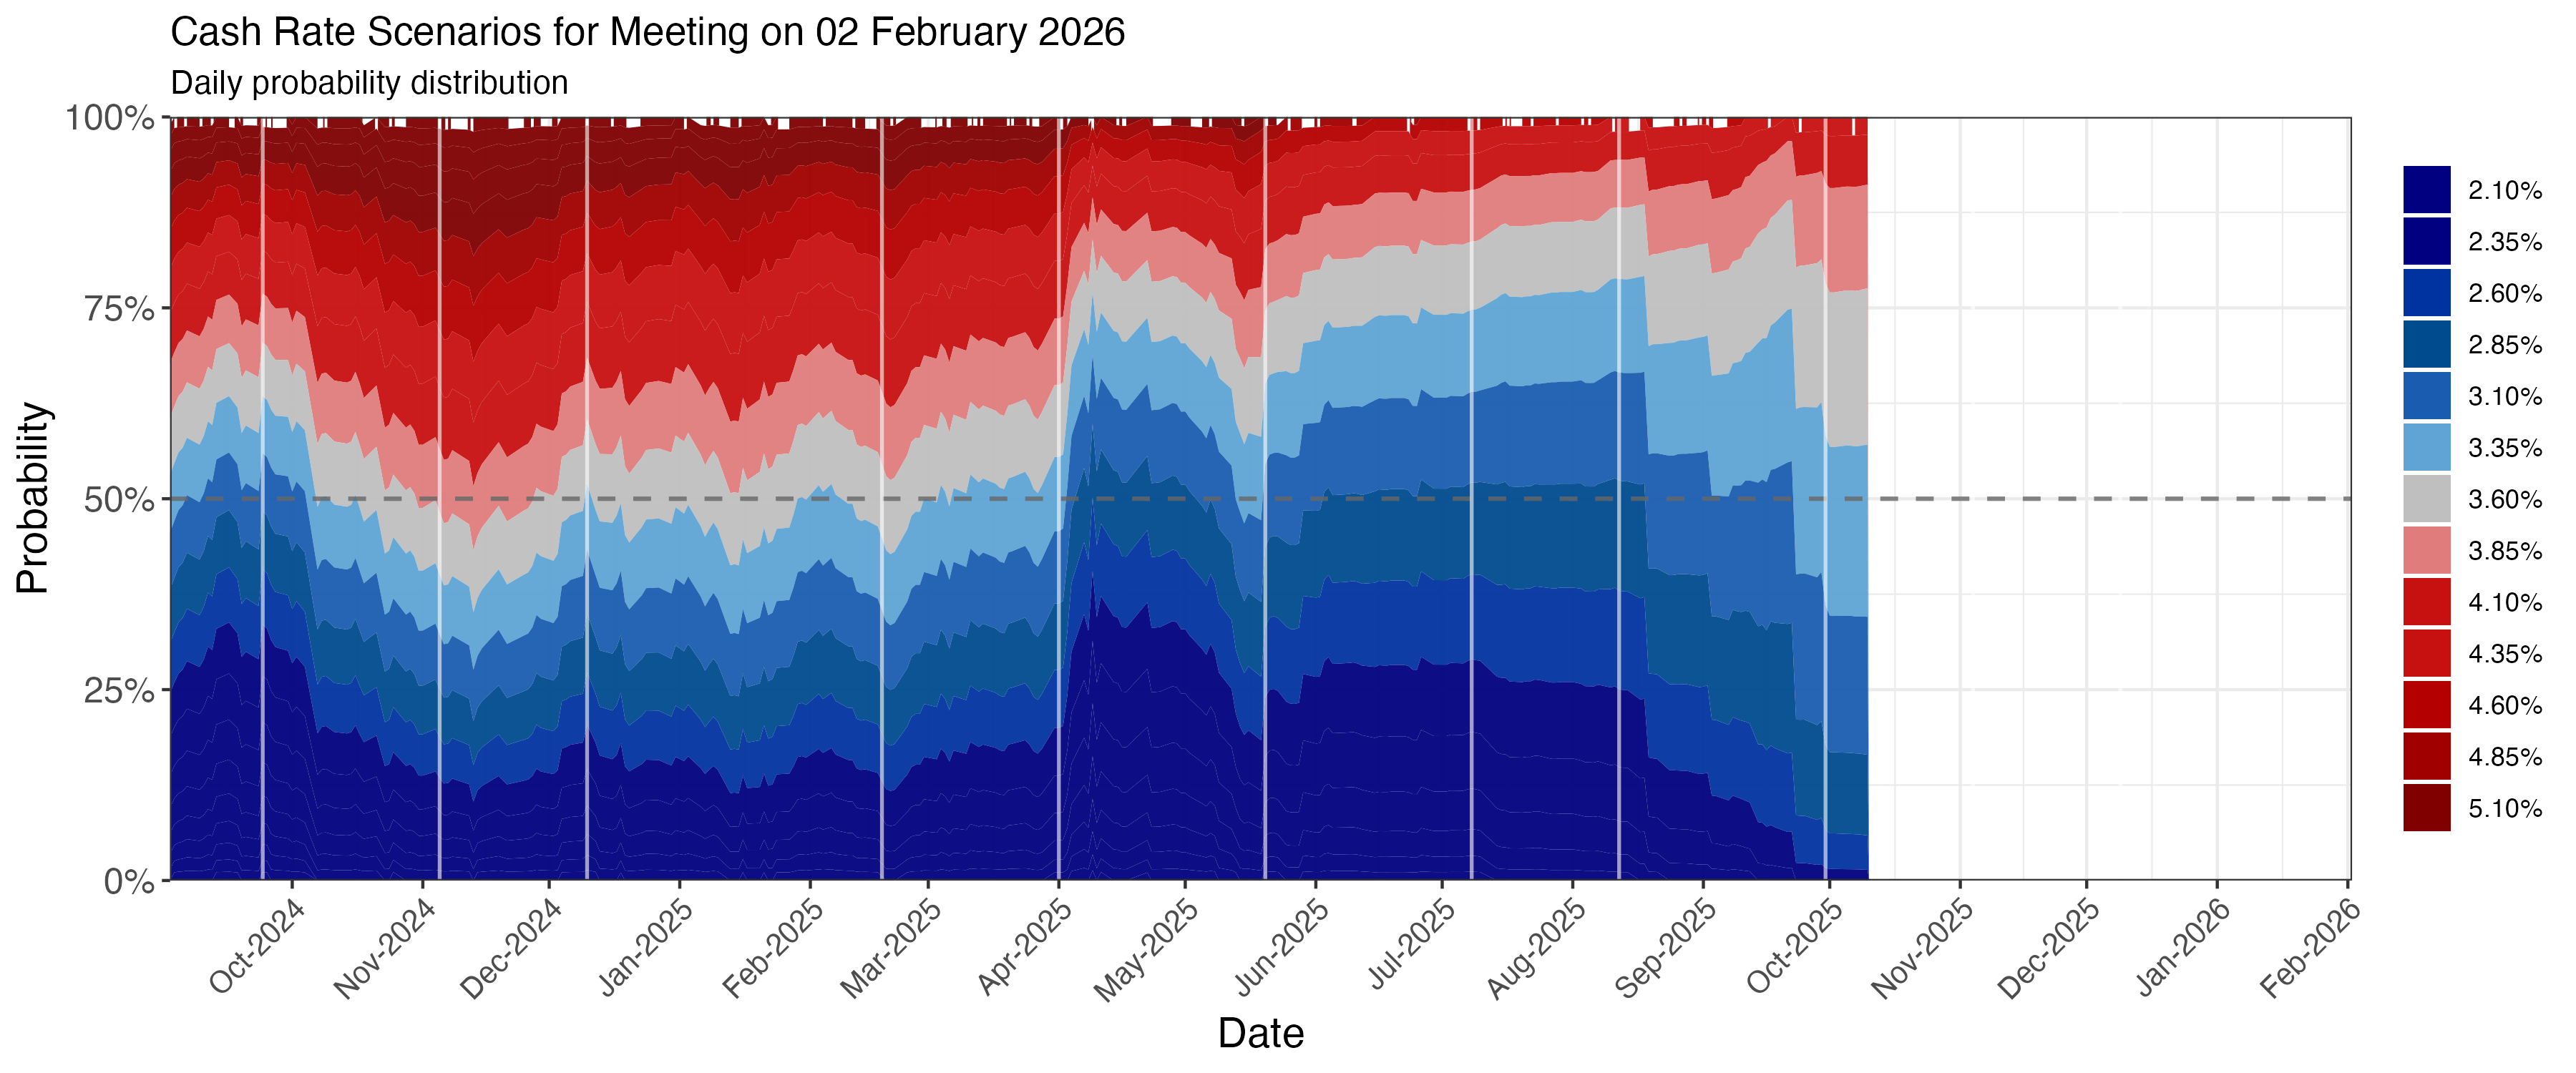 Cash Rate Scenarios for Meeting on 02 February 2026
Daily probability distribution
Probability
100%
75%
50%
25%
0%
Oct-2024
Nov-2024
Dec-2024
Jan-2025
Feb-2025
Mar-2025
Apr-2025
May-2025
Jun-2025
Jul-2025
Aug-2025
Sep-2025
Oct-2025
Nov-2025
Dec-2025
Jan-2026
Feb-2026
Date
2.10%
2.35%
2.60%
2.85%
3.10%
3.35%
3.60%
3.85%
4.10%
4.35%
4.60%
4.85%
5.10%